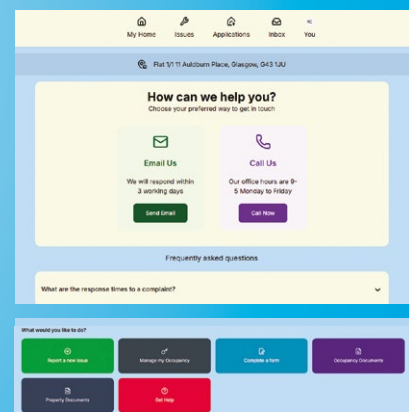 My Home Issues Applications Inbox You
Flat 1/1 11 Auldburn Place, Glasgow, G43 1JU
How can we help you?
Choose your preferred way to get in touch
Email Us
We will respond within
3 working days
Send Email
Call Us
Our office hours are 9-
5 Monday to Friday
Call Now
Frequently asked questions
What are the response times to a complaint?
What would you like to do?
Report a new issue
Manage my Occupancy
Complete a form
Occupancy Documents
Property Documents
Get Help